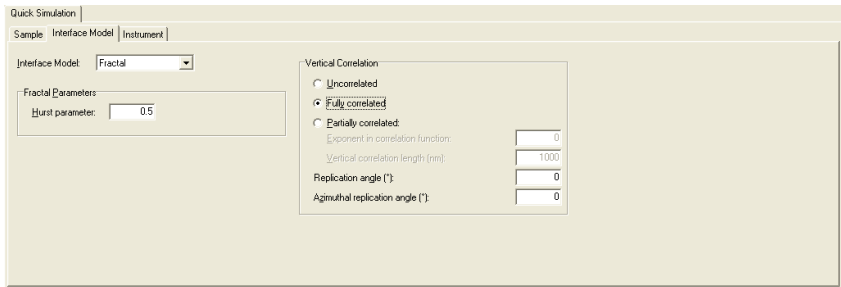 Quick Simulation
Sample Interface Model Instrument
Interface Model: Fractal
Fractal Parameters
Hurst parameter: 0.5
Vertical Correlation
Uncorrelated
Fully correlated
Partially correlated:
Exponent in correlation function: 0
Vertical correlation length (nm): 1000
Replication angle (°): 0
Azimuthal replication angle (°): 0